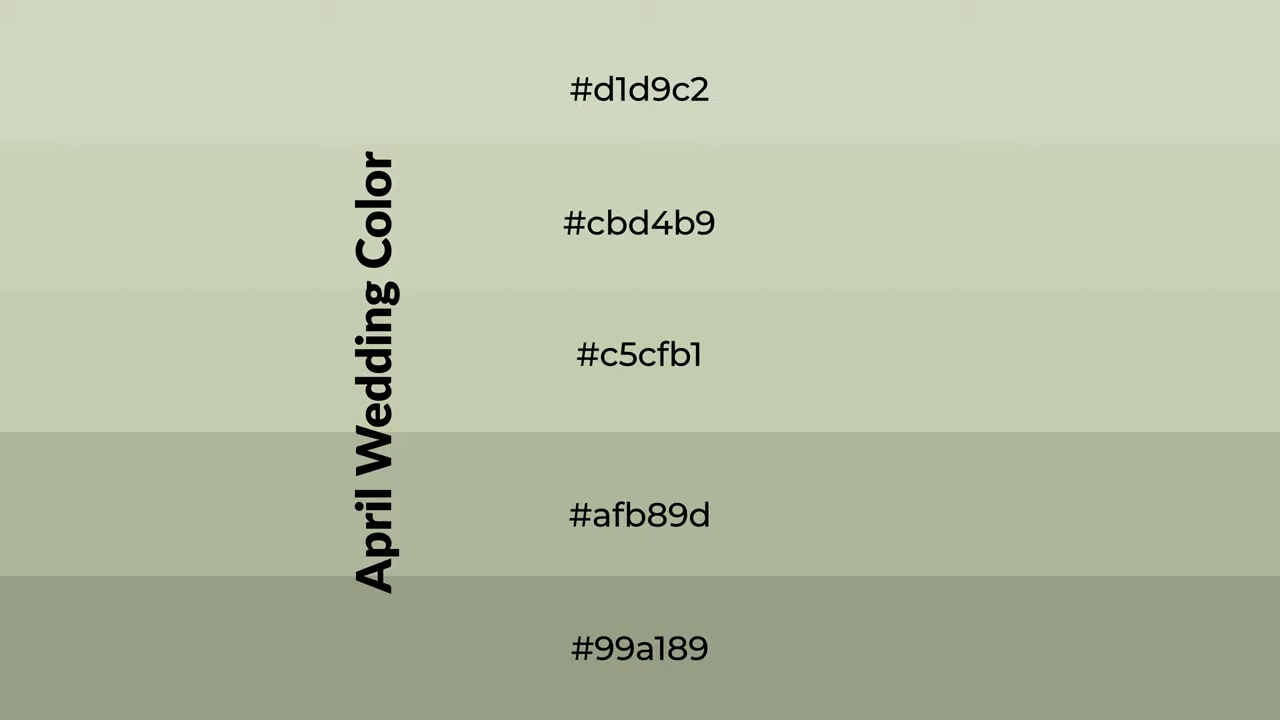 April Wedding Color
#d1d9c2
#cbd4b9
#c5cfb1
#afb89d
#99a189